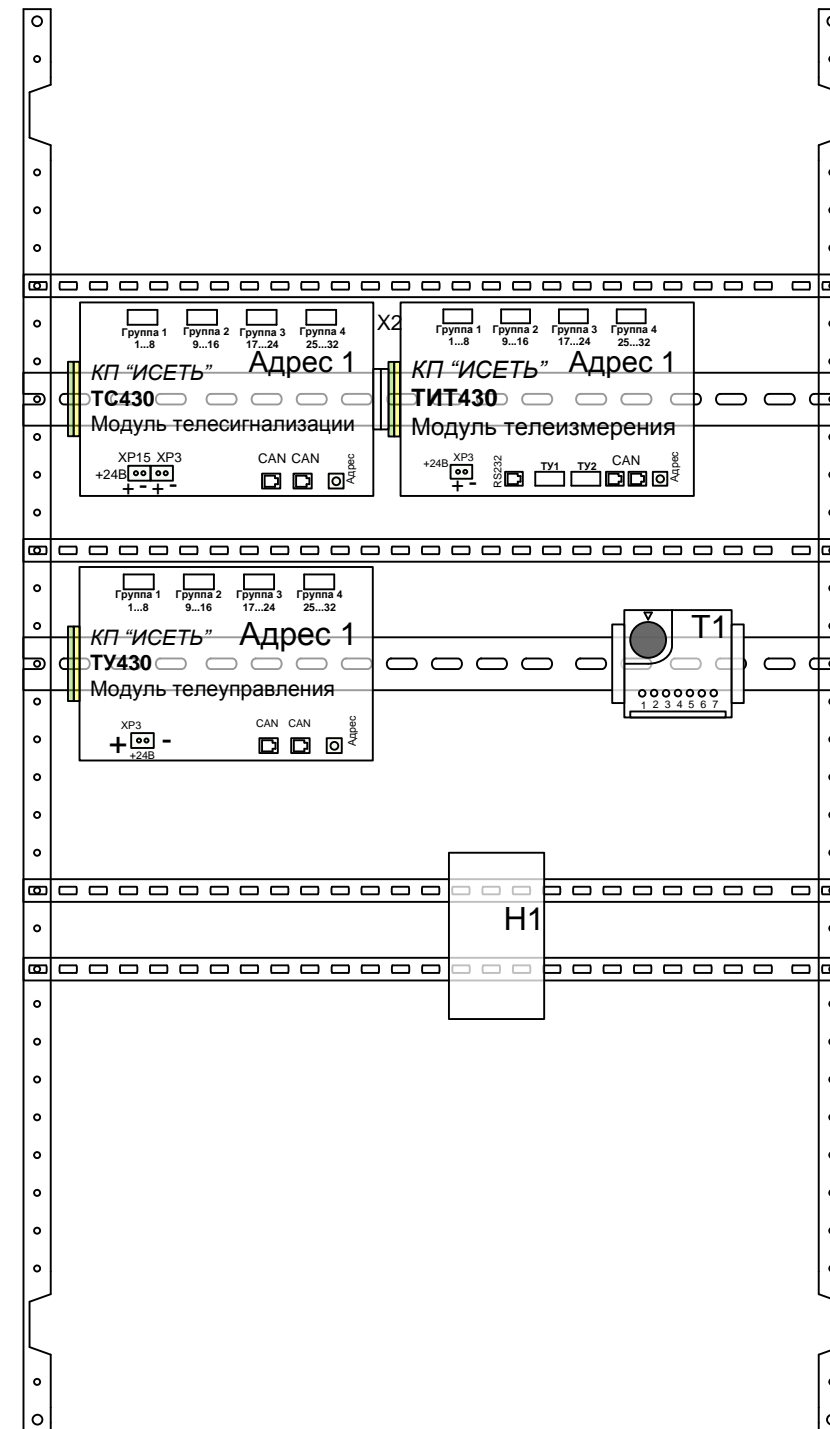 Группа 1 Группа 2 Группа 3 Группа 4
1...8 9...16 17...24 25...32
Адрес 1
КП “ИСЕТЬ”
ТС430
Модуль телесигнализации
XP15 XP3
+24В
+ - + -
CAN CAN
Адрес
X2
Группа 1 Группа 2 Группа 3 Группа 4
1...8 9...16 17...24 25...32
Адрес 1
КП “ИСЕТЬ”
ТИТ430
Модуль телеизмерения
+24В XP3
+ -
RS232
ТУ1 ТУ2 CAN
Адрес
Группа 1 Группа 2 Группа 3 Группа 4
1...8 9...16 17...24 25...32
КП “ИСЕТЬ” Адрес 1
ТУ430
Модуль телеуправления
XP3
+ -
+24В
CAN CAN
Адрес
T1
1 2 3 4 5 6 7
H1